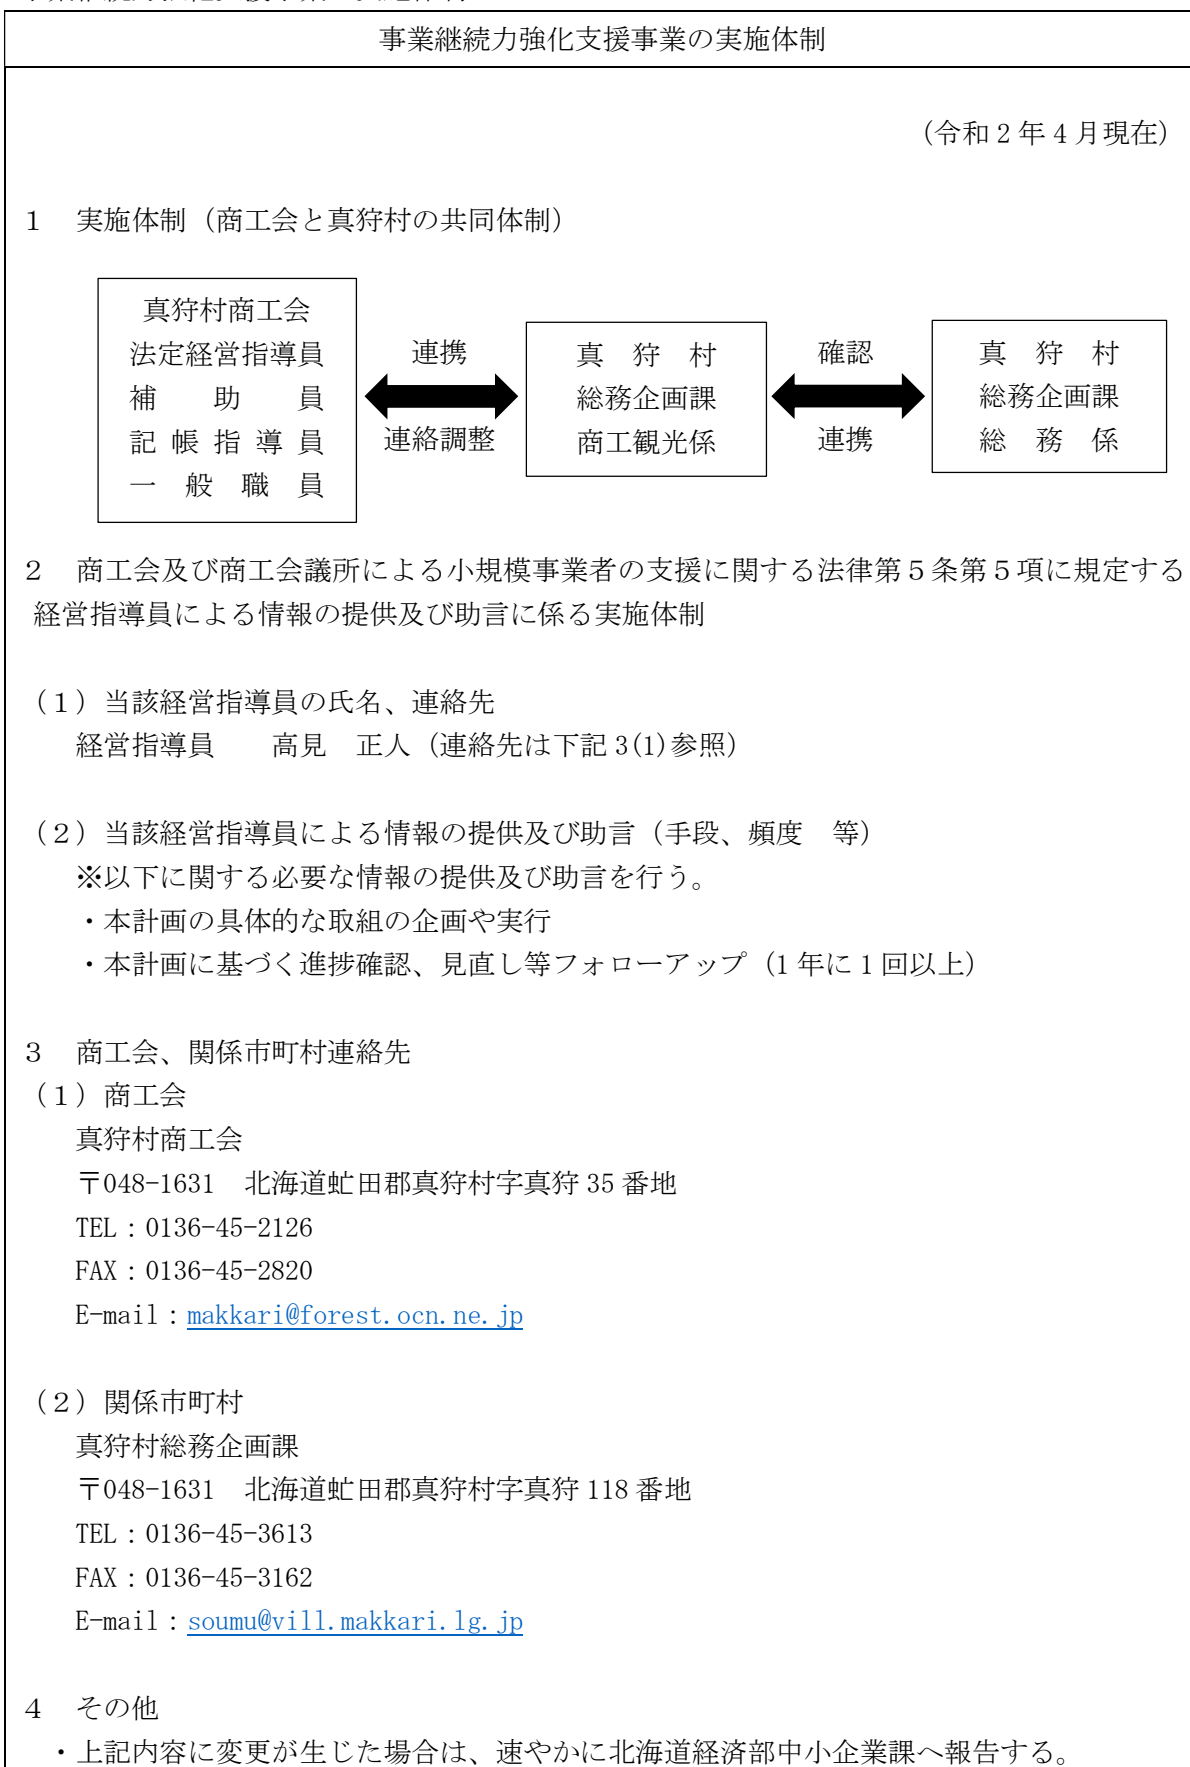 事業継続力強化支援事業の実施体制
（令和２年４月現在）
１　実施体制（商工会と真狩村の共同体制）
真狩村商工会
法定経営指導員
補　助　員
記帳指導員
一般職員
連携
連絡調整
真　狩　村
総務企画課
商工観光係
確認
連携
真　狩　村
総務企画課
総　務　係
２　商工会及び商工会議所による小規模事業者の支援に関する法律第５条第５項に規定する
経営指導員による情報の提供及び助言に係る実施体制
（１）当該経営指導員の氏名、連絡先
経営指導員　　高見　正人（連絡先は下記 3(1)参照）
（２）当該経営指導員による情報の提供及び助言（手段、頻度　等）
※以下に関する必要な情報の提供及び助言を行う。
・本計画の具体的な取組の企画や実行
・本計画に基づく進捗確認、見直し等フォローアップ（1 年に 1 回以上）
３　商工会、関係市町村連絡先
（１）商工会
真狩村商工会
〒048-1631　北海道虻田郡真狩村字真狩 35 番地
TEL：0136-45-2126
FAX：0136-45-2820
E-mail：makkari@forest.ocn.ne.jp
（２）関係市町村
真狩村総務企画課
〒048-1631　北海道虻田郡真狩村字真狩 118 番地
TEL：0136-45-3613
FAX：0136-45-3162
E-mail：soumu@vill.makkari.lg.jp
４　その他
・上記内容に変更が生じた場合は、速やかに北海道経済部中小企業課へ報告する。